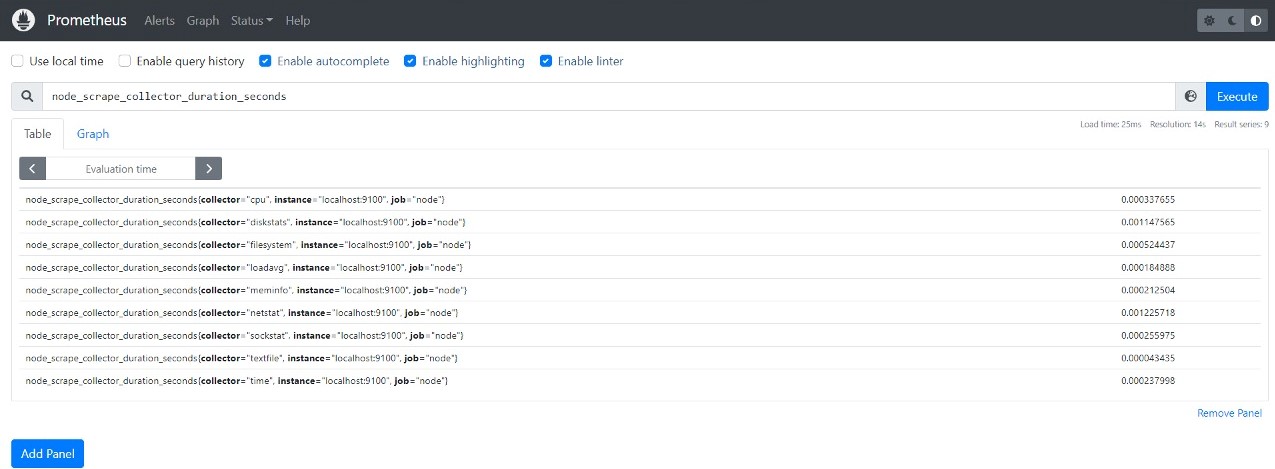 Prometheus Alerts Graph Status Help
Use local time Enable query history Enable autocomplete Enable highlighting Enable linter
node_scrape_collector_duration_seconds Execute
Table Graph Load time: 25ms Resolution: 14s Result series: 9
Evaluation time
node_scrape_collector_duration_seconds{collector="cpu", instance="localhost:9100", job="node"} 0.000337655
node_scrape_collector_duration_seconds{collector="diskstats", instance="localhost:9100", job="node"} 0.001147565
node_scrape_collector_duration_seconds{collector="filesystem", instance="localhost:9100", job="node"} 0.000524437
node_scrape_collector_duration_seconds{collector="loadavg", instance="localhost:9100", job="node"} 0.000184888
node_scrape_collector_duration_seconds{collector="meminfo", instance="localhost:9100", job="node"} 0.000212504
node_scrape_collector_duration_seconds{collector="netstat", instance="localhost:9100", job="node"} 0.001225718
node_scrape_collector_duration_seconds{collector="sockstat", instance="localhost:9100", job="node"} 0.000255975
node_scrape_collector_duration_seconds{collector="textfile", instance="localhost:9100", job="node"} 0.000043435
node_scrape_collector_duration_seconds{collector="time", instance="localhost:9100", job="node"} 0.000237998
Remove Panel
Add Panel